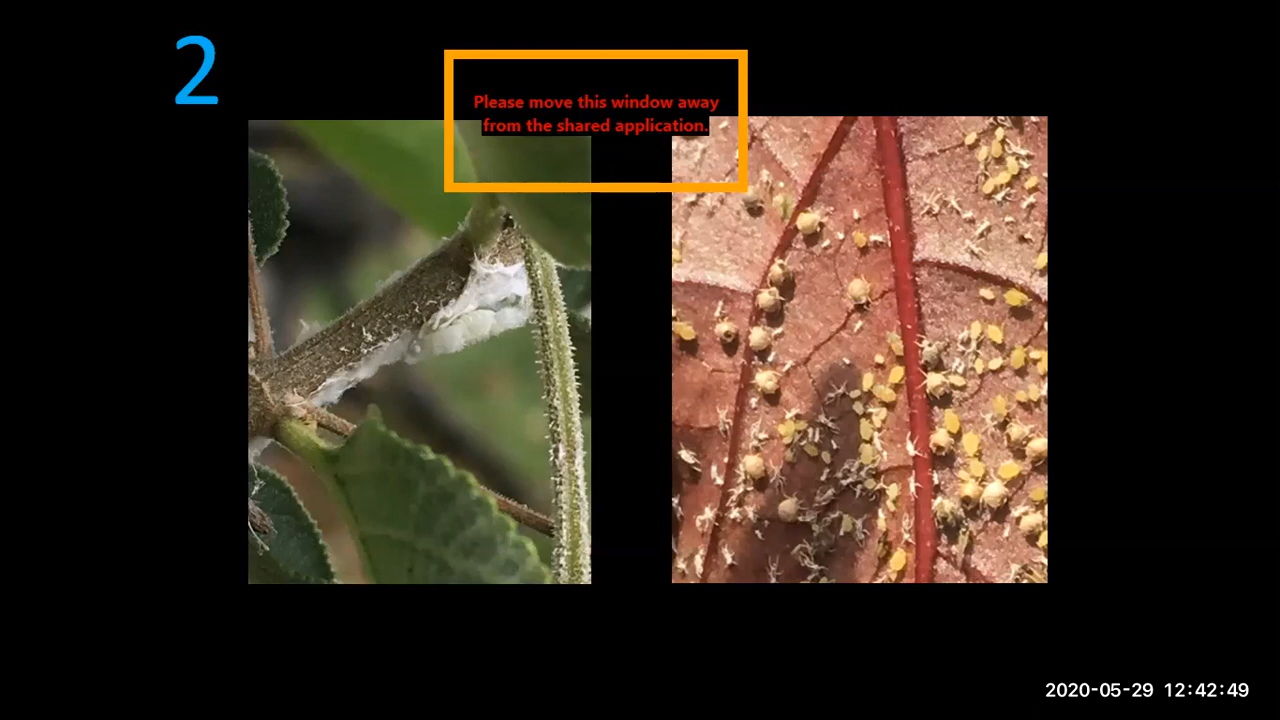 2
Please move this window away
from the shared application.
2020-05-29 12:42:49